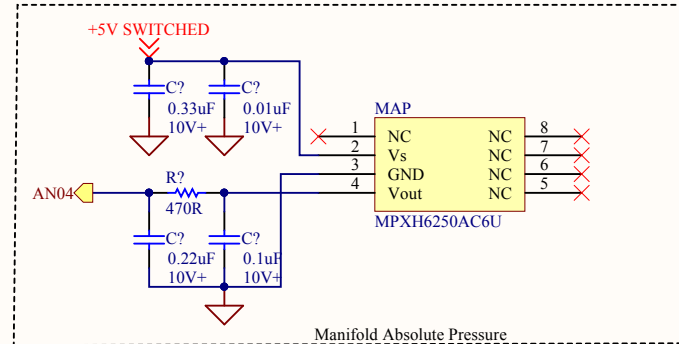 +5V SWITCHED
C?
0.33uF
10V+
C?
0.01uF
10V+
MAP
1 NC NC 8
2 Vs NC 7
3 GND NC 6
4 Vout NC 5
MPXH6250AC6U
AN04
R?
470R
C?
0.22uF
10V+
C?
0.1uF
10V+
Manifold Absolute Pressure